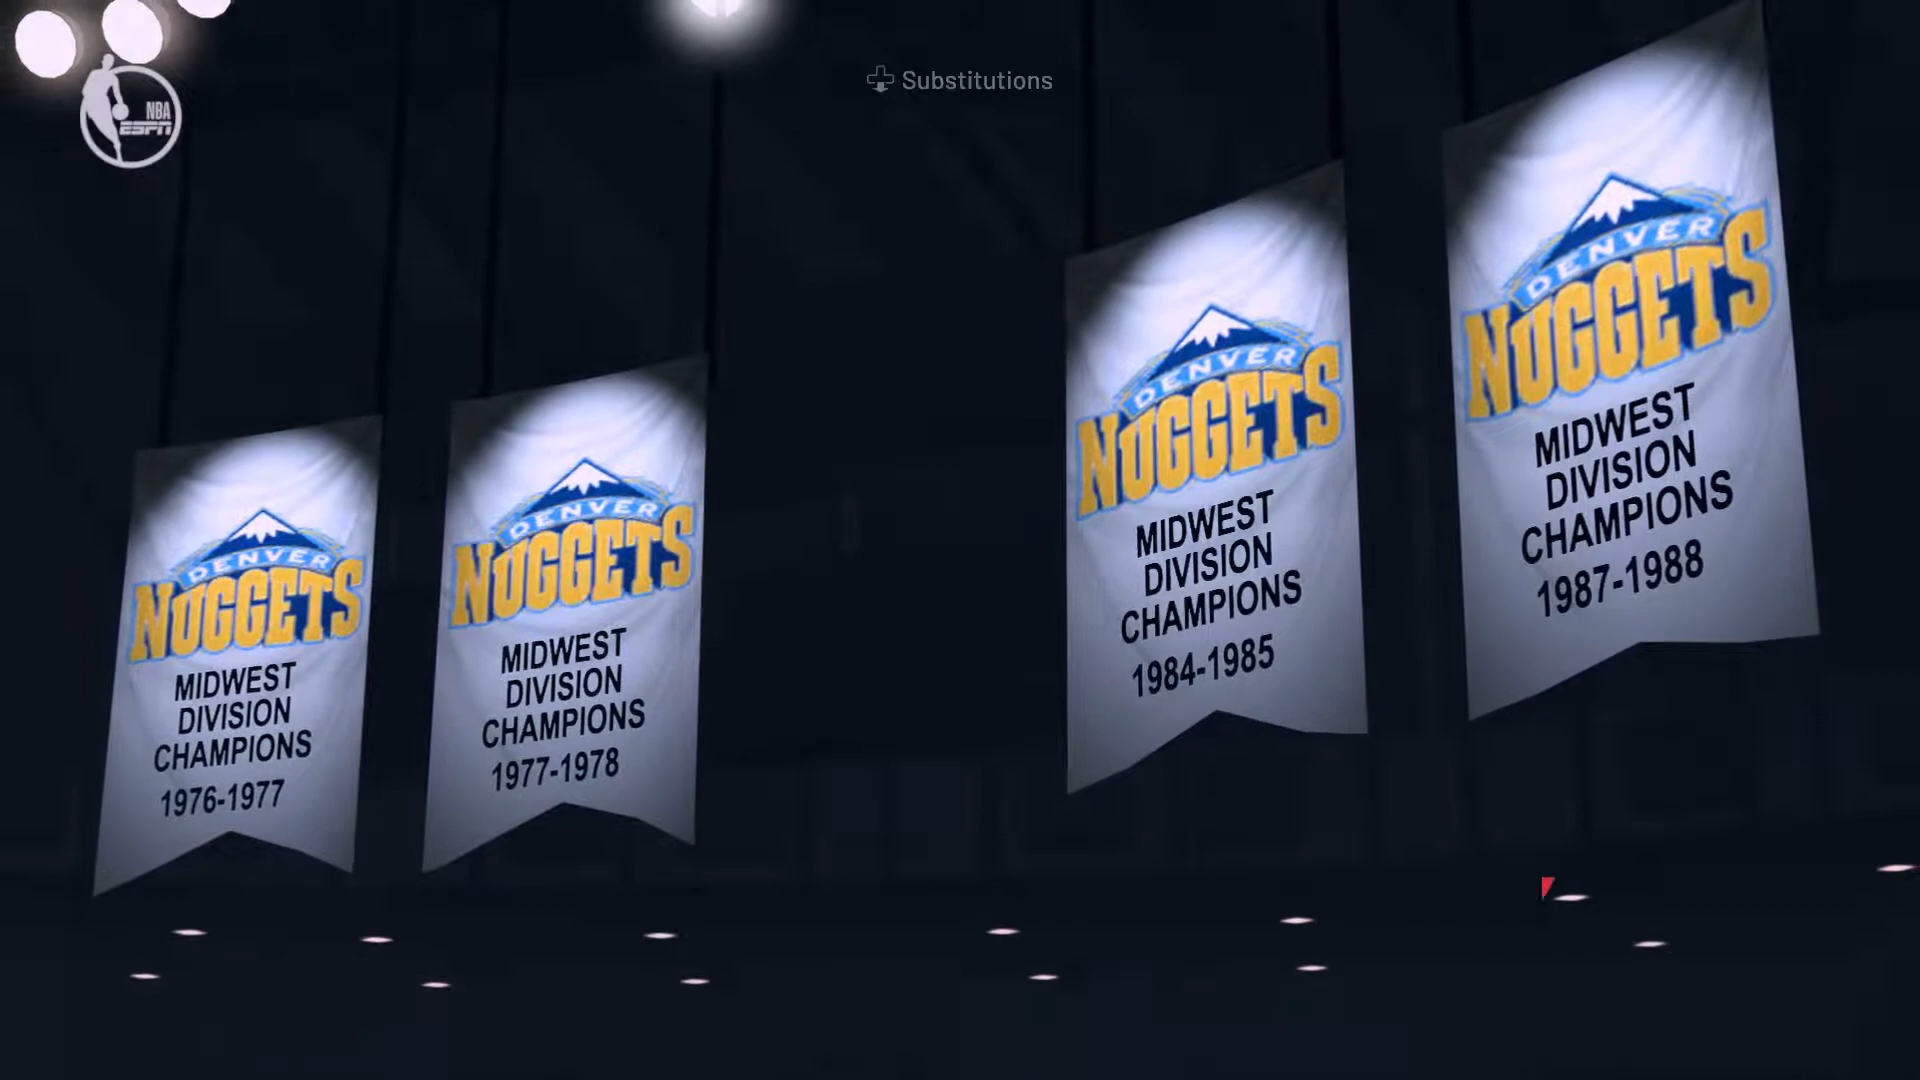 NBA
ESPN
Substitutions
DENVER
NUGGETS
MIDWEST
DIVISION
CHAMPIONS
1976-1977
DENVER
NUGGETS
MIDWEST
DIVISION
CHAMPIONS
1977-1978
DENVER
NUGGETS
MIDWEST
DIVISION
CHAMPIONS
1984-1985
DENVER
NUGGETS
MIDWEST
DIVISION
CHAMPIONS
1987-1988